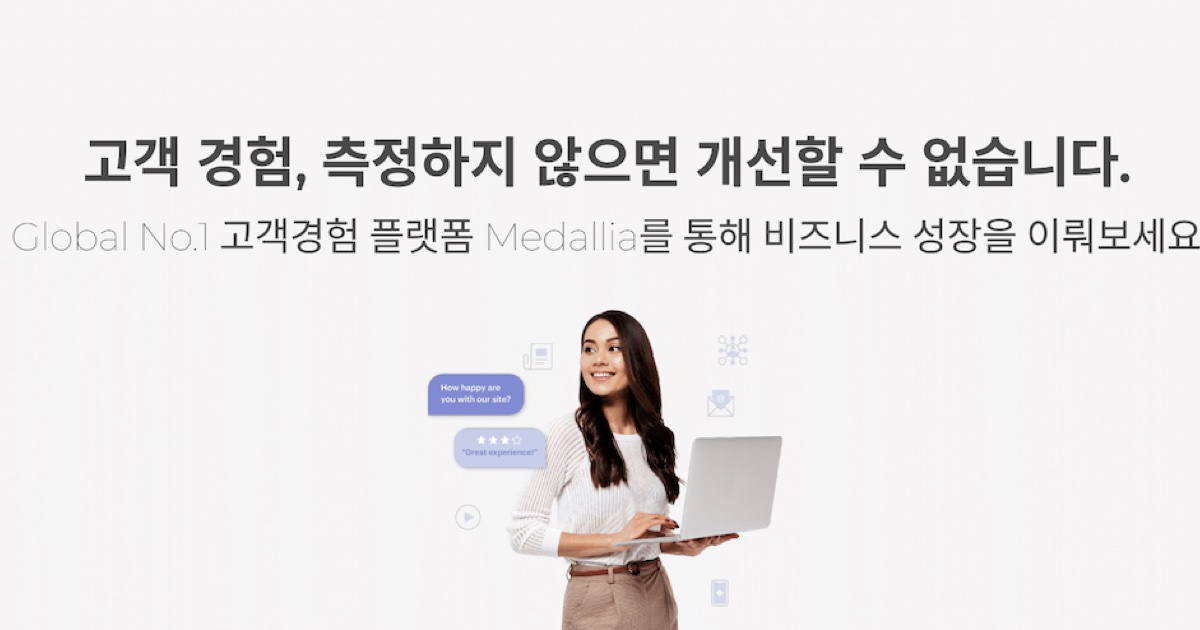 고객 경험, 측정하지 않으면 개선할 수 없습니다.
Global No.1 고객경험 플랫폼 Medallia를 통해 비즈니스 성장을 이뤄보세요
How happy are
you with our site?
"Great experience!"